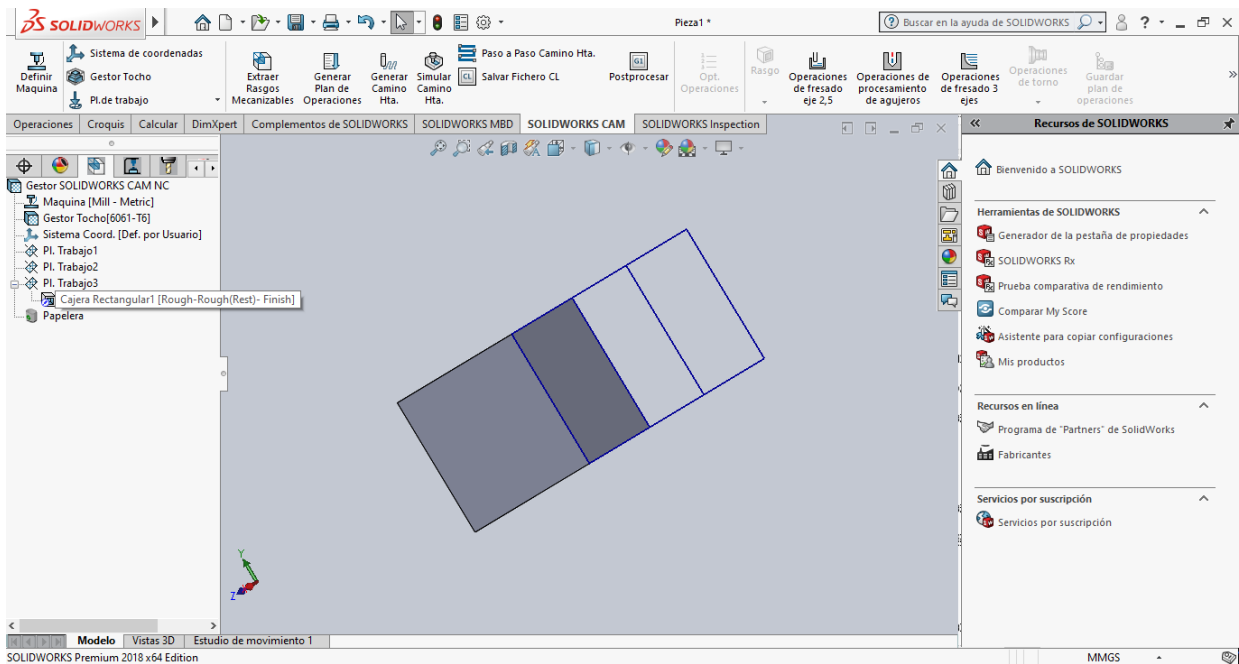 SOLIDWORKS
Pieza1 *
Buscar en la ayuda de SOLIDWORKS
Definir Maquina
Sistema de coordenadas
Gestor Tocho
Pl.de trabajo
Extraer Rasgos Mecanizables
Generar Plan de Operaciones
Generar Camino Hta.
Simular Camino Hta.
Paso a Paso Camino Hta.
CL Salvar Fichero CL
G1
Postprocesar
Opt. Operaciones
Rasgo
Operaciones de fresado eje 2,5
Operaciones de procesamiento de agujeros
Operaciones de fresado 3 ejes
Operaciones de torno
Guardar plan de operaciones
Operaciones Croquis Calcular DimXpert Complementos de SOLIDWORKS SOLIDWORKS MBD SOLIDWORKS CAM SOLIDWORKS Inspection
Gestor SOLIDWORKS CAM NC
Maquina [Mill - Metric]
Gestor Tocho[6061-T6]
Sistema Coord. [Def. por Usuario]
Pl. Trabajo1
Pl. Trabajo2
Pl. Trabajo3
Cajera Rectangular1 [Rough-Rough(Rest)- Finish]
Papelera
Y
Z
Recursos de SOLIDWORKS
Bienvenido a SOLIDWORKS
Herramientas de SOLIDWORKS
Generador de la pestaña de propiedades
SOLIDWORKS Rx
Prueba comparativa de rendimiento
Comparar My Score
Asistente para copiar configuraciones
Mis productos
Recursos en línea
Programa de "Partners" de SolidWorks
Fabricantes
Servicios por suscripción
Servicios por suscripción
Modelo Vistas 3D Estudio de movimiento 1
SOLIDWORKS Premium 2018 x64 Edition
MMGS